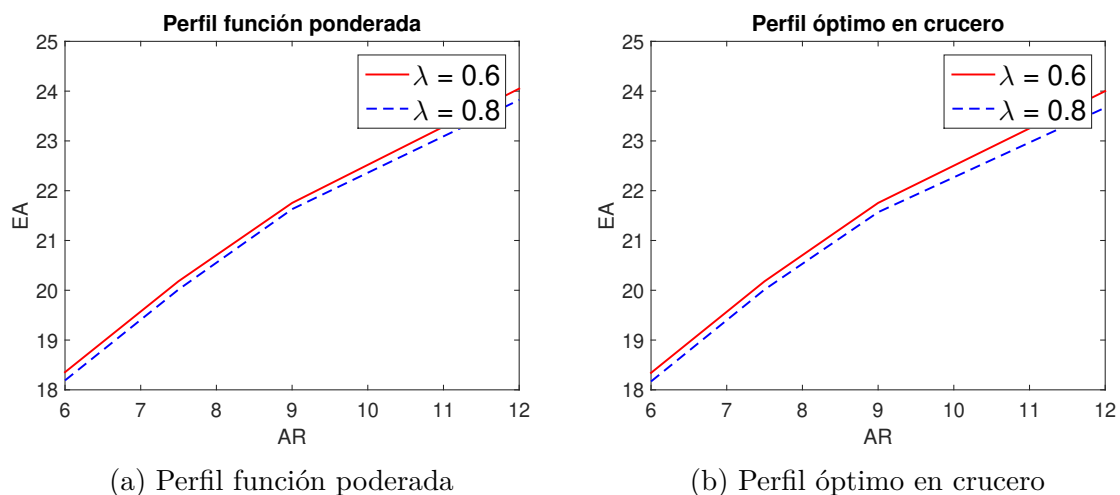 Perfil función ponderada
25
24
23
22
21
20
19
18
EA
λ = 0.6
λ = 0.8
6 7 8 9 10 11 12
AR
(a) Perfil función poderada
Perfil óptimo en crucero
25
24
23
22
21
20
19
18
EA
λ = 0.6
λ = 0.8
6 7 8 9 10 11 12
AR
(b) Perfil óptimo en crucero